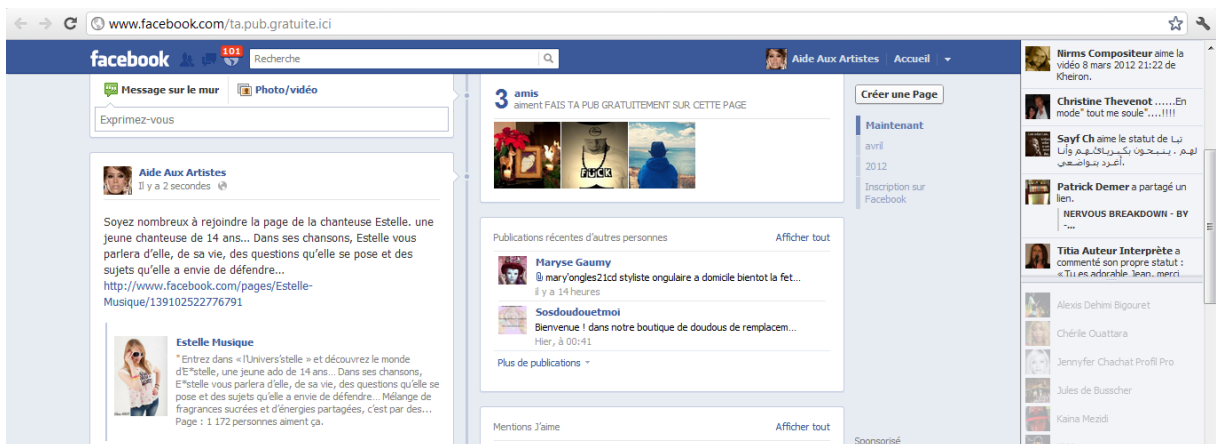 www.facebook.com/ta.pub.gratuite.ici
facebook
101
Recherche
Aide Aux Artistes
Accueil
Message sur le mur
Photo/vidéo
Exprimez-vous
Aide Aux Artistes
Il y a 2 secondes
Soyez nombreux à rejoindre la page de la chanteuse Estelle. une
jeune chanteuse de 14 ans... Dans ses chansons, Estelle vous
parlera d'elle, de sa vie, des questions qu'elle se pose et des
sujets qu'elle a envie de défendre...
http://www.facebook.com/pages/Estelle-
Musique/139102522776791
Estelle Musique
"Entrez dans «l'Univers'stelle » et découvrez le monde
d'E*stelle, une jeune ado de 14 ans... Dans ses chansons,
E*stelle vous parlera d'elle, de sa vie, des questions qu'elle se
pose et des sujets qu'elle a envie de défendre... Mélange de
fragrances sucrées et d'énergies partagées, c'est par des...
Page : 1 172 personnes aiment ça.
3 amis
aiment FAIS TA PUB GRATUITEMENT SUR CETTE PAGE
FUCK
Publications récentes d'autres personnes
Afficher tout
Maryse Gaumy
mary'ongles21cd styliste ongulaire a domicile bientot la fet...
il y a 14 heures
Sosdoudouetmoi
Bienvenue ! dans notre boutique de doudous de remplacem...
Hier, à 00:41
Plus de publications
Mentions J'aime
Afficher tout
Créer une Page
Maintenant
avril
2012
Inscription sur
Facebook
Sponsorisé
Nirms Compositeur aime la
vidéo 8 mars 2012 21:22 de
Kheiron.
Christine Thevenot ......En
mode" tout me soule"....!!!!
Sayf Ch aime le statut de تبا
لهم . ينبحون بكبريائهم وأنا
أغرد بتواضعي.
Patrick Demer a partagé un
lien.
NERVOUS BREAKDOWN - BY
-...
Titia Auteur Interprète a
commenté son propre statut :
«Tu es adorable Jean, merci
Alexis Dehimi Bigouret
Chérile Ouattara
Jennyfer Chachat Profil Pro
Jules de Busscher
Kaina Mezidi